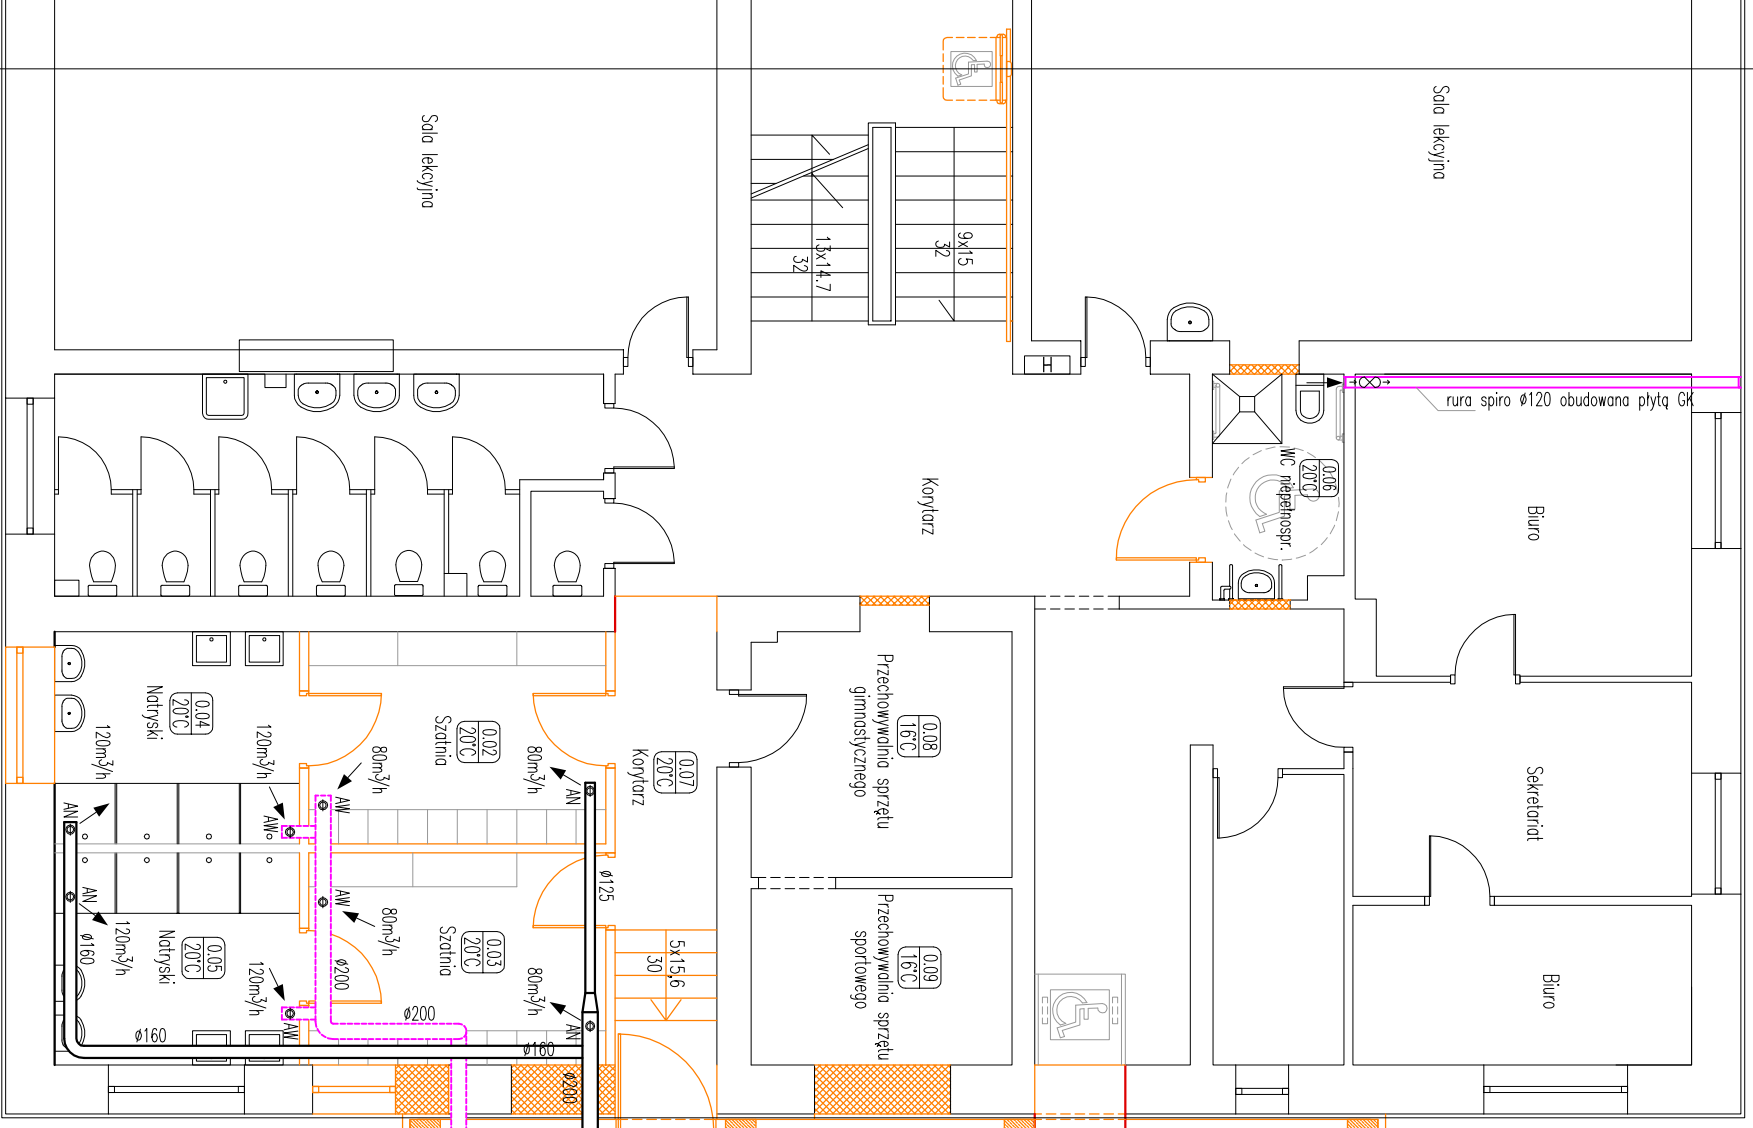 Sala lekcyjna
Sala lekcyjna
9x15
32
13x14.7
32
H
rura spiro ø120 obudowana płytą GK
0.06
20°C
WC niepełnospr.
Korytarz
Biuro
0.04
20°C
Natryski
120m3/h
120m3/h
0.02
20°C
Szatnia
80m3/h
80m3/h
0.07
20°C
Korytarz
0.08
16°C
Przechowywalnia sprzętu
gimnastycznego
Sekretariat
AN
AW
AW
AN
AN
AW
ø125
120m3/h
ø160
0.05
20°C
Natryski
120m3/h
80m3/h
0.03
20°C
Szatnia
80m3/h
5x15,6
30
0.09
16°C
Przechowywalnia sprzętu
sportowego
Biuro
ø200
ø200
AW
AN
ø160
ø160
ø200